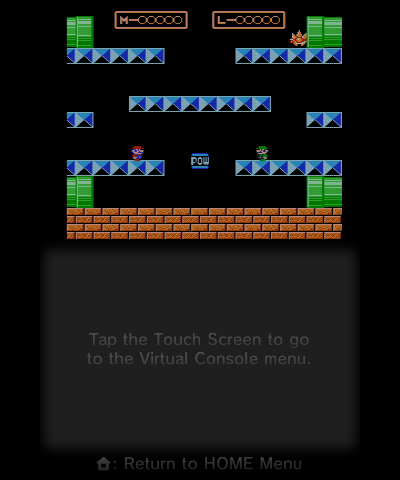 M-00000 L-00000
POW
Tap the Touch Screen to go
to the Virtual Console menu.
: Return to HOME Menu